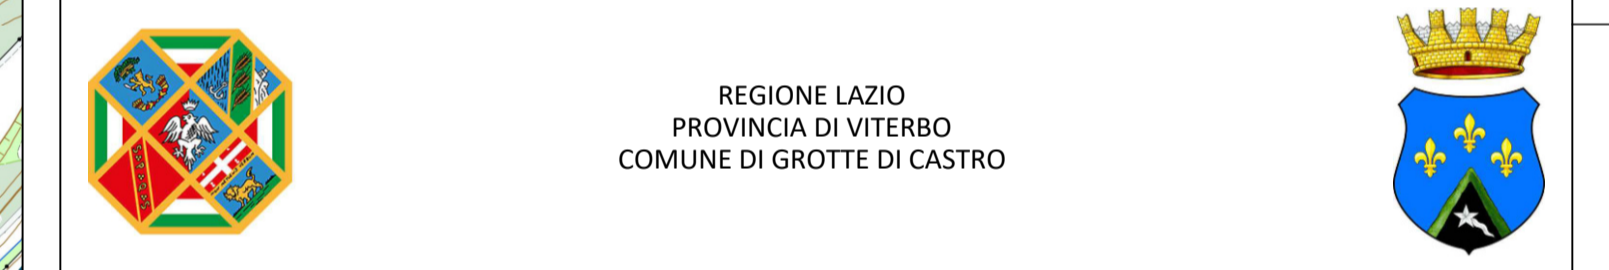 REGIONE LAZIO
PROVINCIA DI VITERBO
COMUNE DI GROTTE DI CASTRO